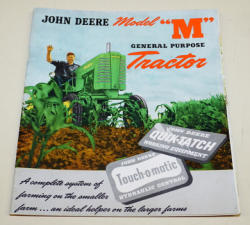 JOHN DEERE Model "M"
GENERAL PURPOSE
Tractor
JOHN DEERE
QUIK-TATCH
WORKING EQUIPMENT
JOHN DEERE
Touch-o-matic
HYDRAULIC CONTROL
A complete system of
farming on the smaller
farm ... an ideal helper on the larger farms